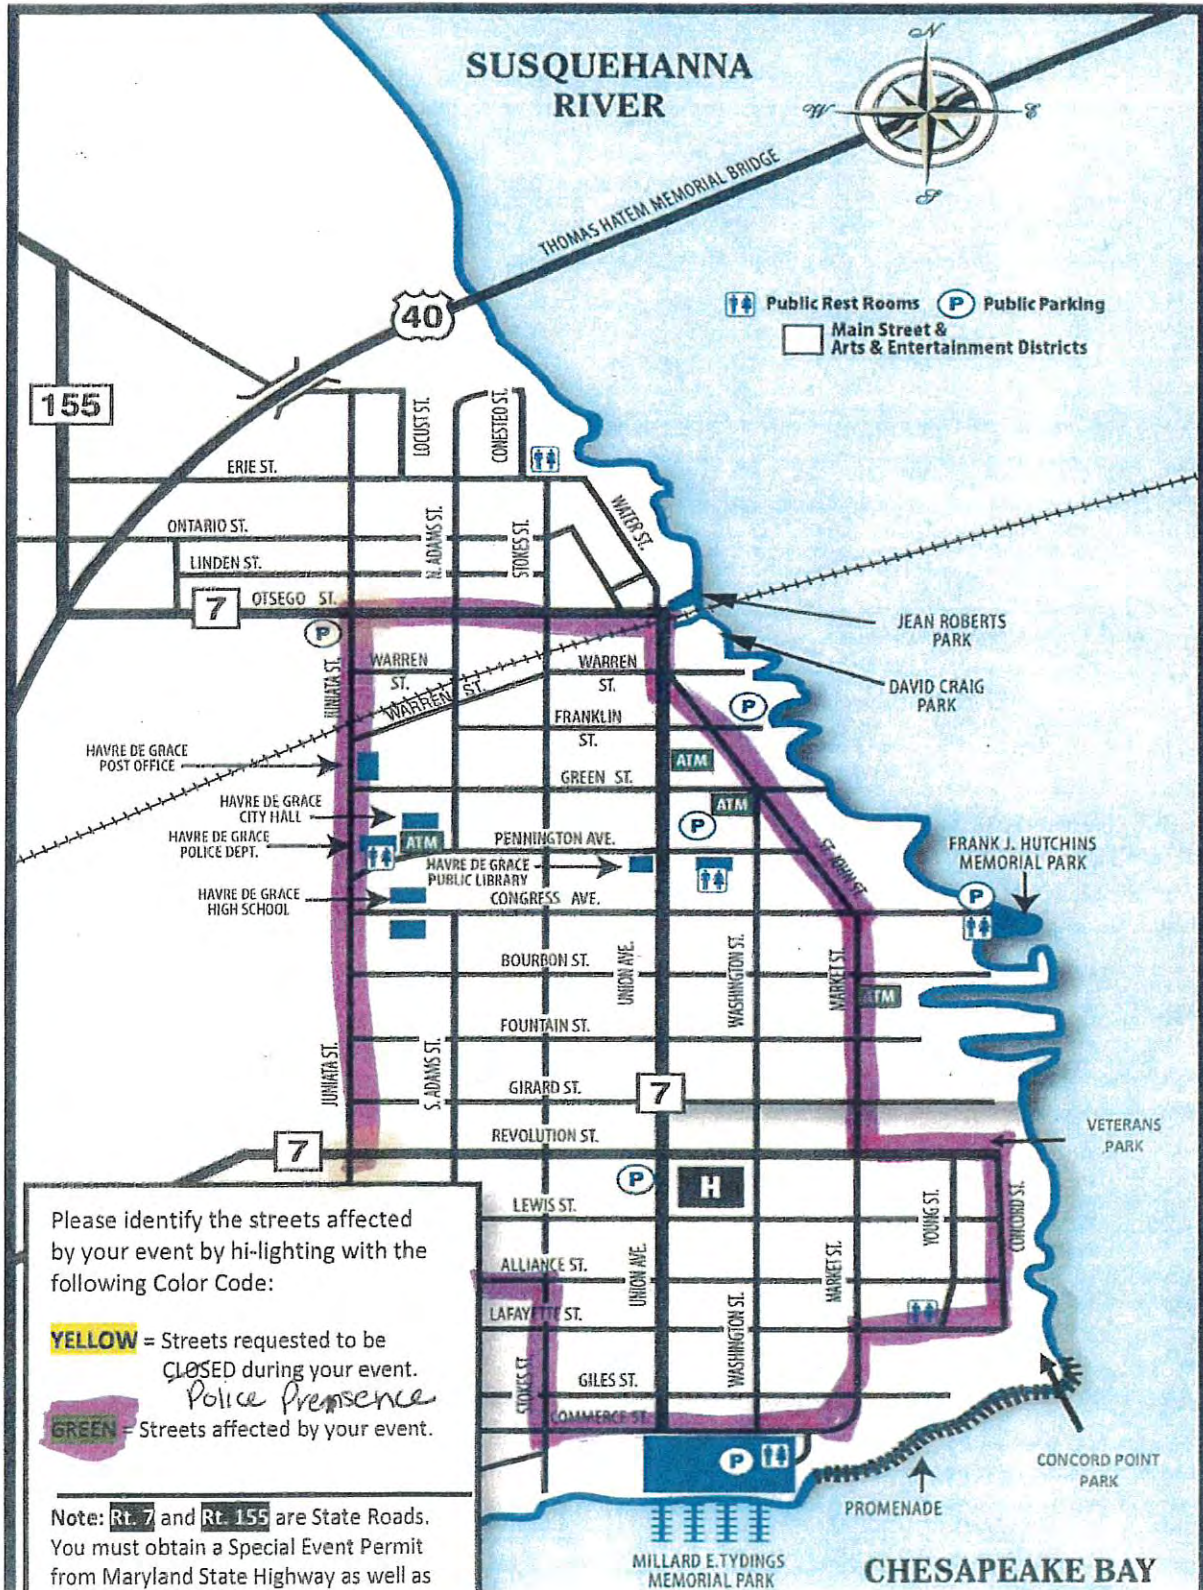 SUSQUEHANNA
RIVER
N
W
E
S
THOMAS HATEM MEMORIAL BRIDGE
40
Public Rest Rooms
P Public Parking
Main Street &
Arts & Entertainment Districts
155
LOCUST ST.
CONESTEO ST.
ERIE ST.
WATER ST.
ONTARIO ST.
N. ADAMS ST.
STOKES ST.
LINDEN ST.
7
OTSEGO ST.
JEAN ROBERTS
PARK
P
JUNIATA ST.
WARREN
ST.
WARREN ST.
WARREN
ST.
DAVID CRAIG
PARK
P
FRANKLIN
ST.
HAVRE DE GRACE
POST OFFICE
ATM
GREEN ST.
ATM
HAVRE DE GRACE
CITY HALL
P
HAVRE DE GRACE
POLICE DEPT.
ATM
PENNINGTON AVE.
HAVRE DE GRACE
PUBLIC LIBRARY
ST. JOHN ST.
FRANK J. HUTCHINS
MEMORIAL PARK
HAVRE DE GRACE
HIGH SCHOOL
CONGRESS AVE.
P
BOURBON ST.
UNION AVE.
WASHINGTON ST.
MARKET ST.
ATM
FOUNTAIN ST.
JUNIATA ST.
S. ADAMS ST.
GIRARD ST.
7
REVOLUTION ST.
VETERANS
PARK
7
P
H
LEWIS ST.
YOUNG ST.
CONCORD ST.
ALLIANCE ST.
UNION AVE.
MARKET ST.
LAFAYETTE ST.
STOKES ST.
WASHINGTON ST.
GILES ST.
COMMERCE ST.
P
CONCORD POINT
PARK
PROMENADE
MILLARD E. TYDINGS
MEMORIAL PARK
CHESAPEAKE BAY
Please identify the streets affected
by your event by hi-lighting with the
following Color Code:
YELLOW = Streets requested to be
CLOSED during your event.
Police Premsence
GREEN = Streets affected by your event.
Note: Rt. 7 and Rt. 155 are State Roads.
You must obtain a Special Event Permit
from Maryland State Highway as well as